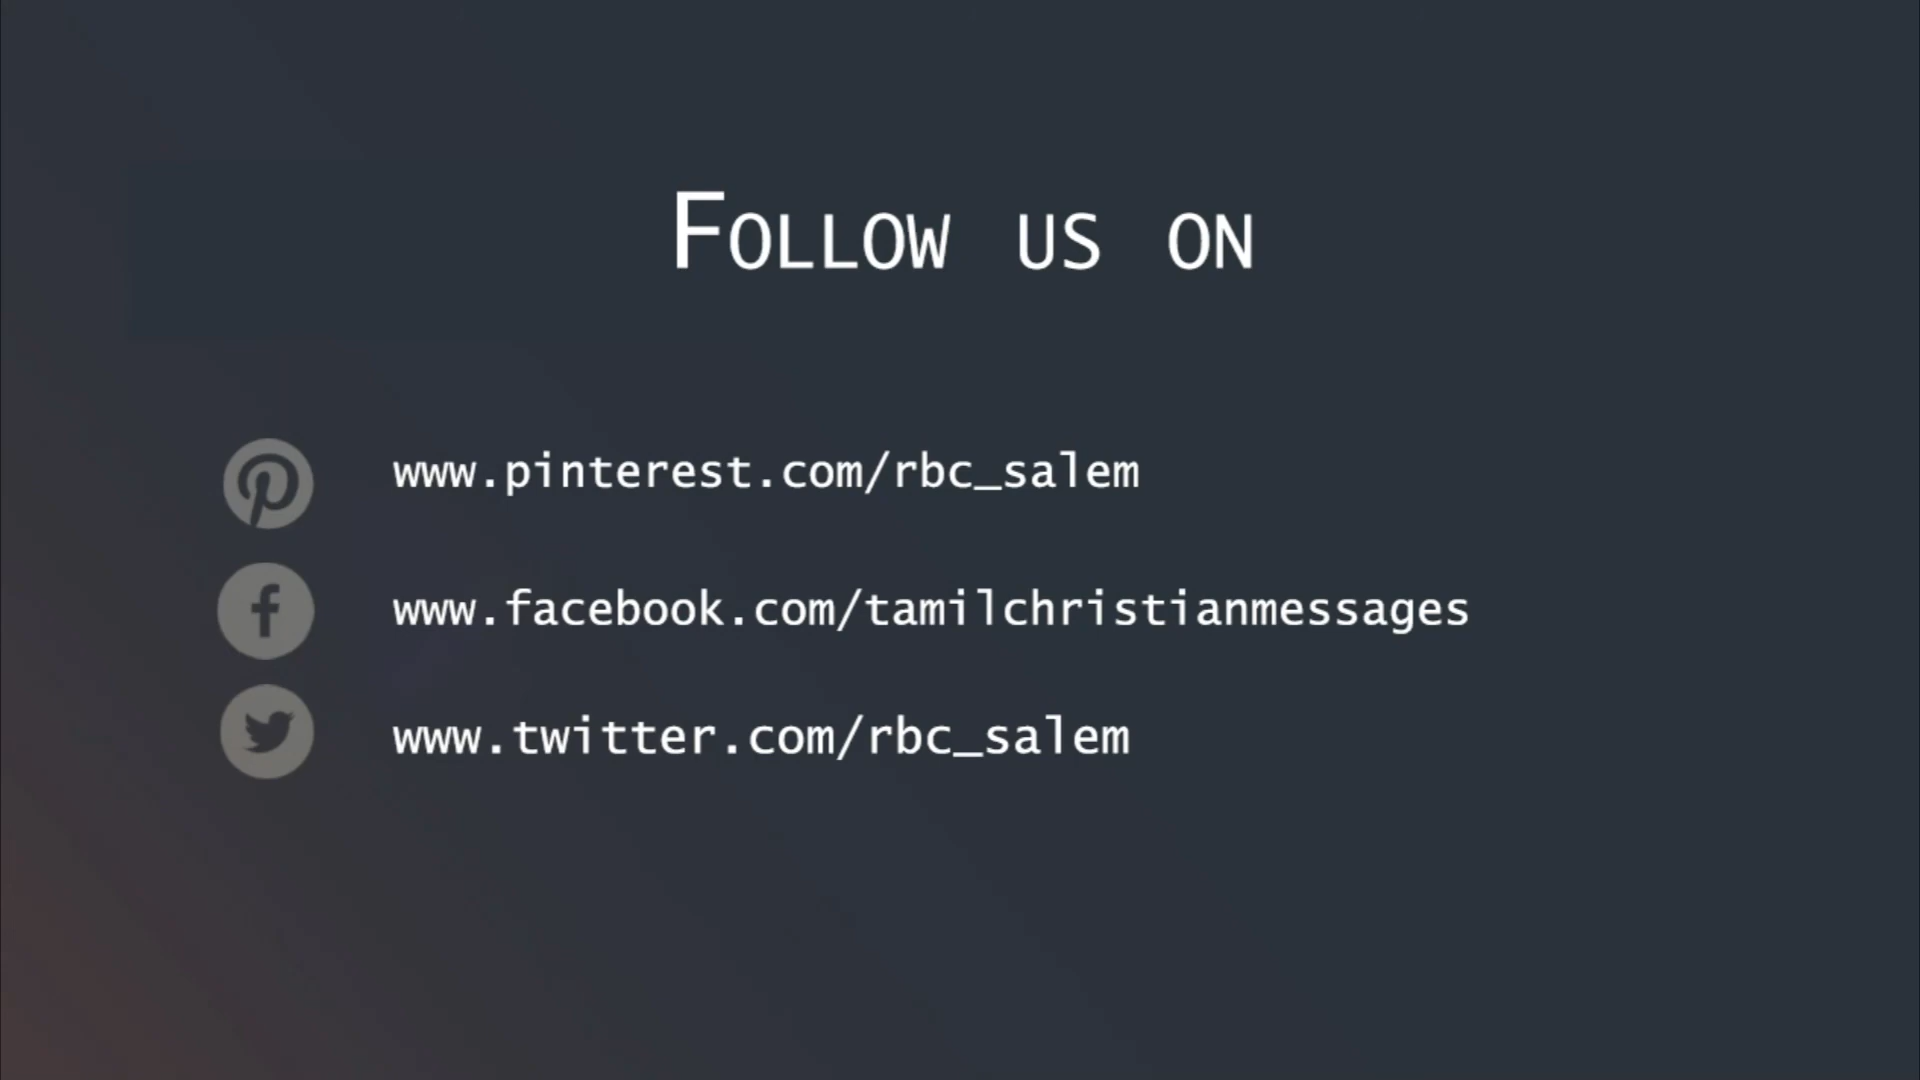 Follow us on
www.pinterest.com/rbc_salem
www.facebook.com/tamilchristianmessages
www.twitter.com/rbc_salem